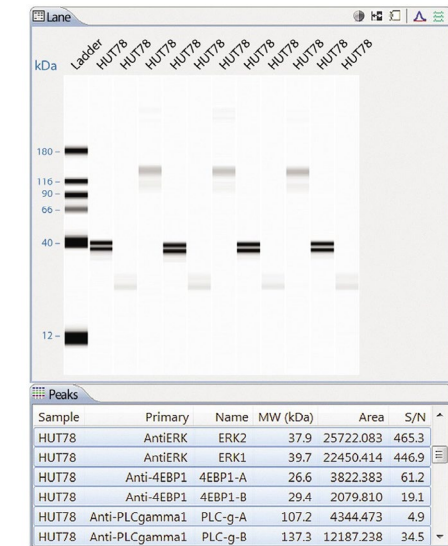 Lane
kDa
Ladder HUT78 HUT78 HUT78 HUT78 HUT78 HUT78 HUT78 HUT78 HUT78 HUT78 HUT78
180
116
90
66
40
12
Peaks
Sample Primary Name MW (kDa) Area S/N
HUT78 AntiERK ERK2 37.9 25722.083 465.3
HUT78 AntiERK ERK1 39.7 22450.414 446.9
HUT78 Anti-4EBP1 4EBP1-A 26.6 3822.383 61.2
HUT78 Anti-4EBP1 4EBP1-B 29.4 2079.810 19.1
HUT78 Anti-PLCgamma1 PLC-g-A 107.2 4344.473 4.9
HUT78 Anti-PLCgamma1 PLC-g-B 137.3 12187.238 34.5